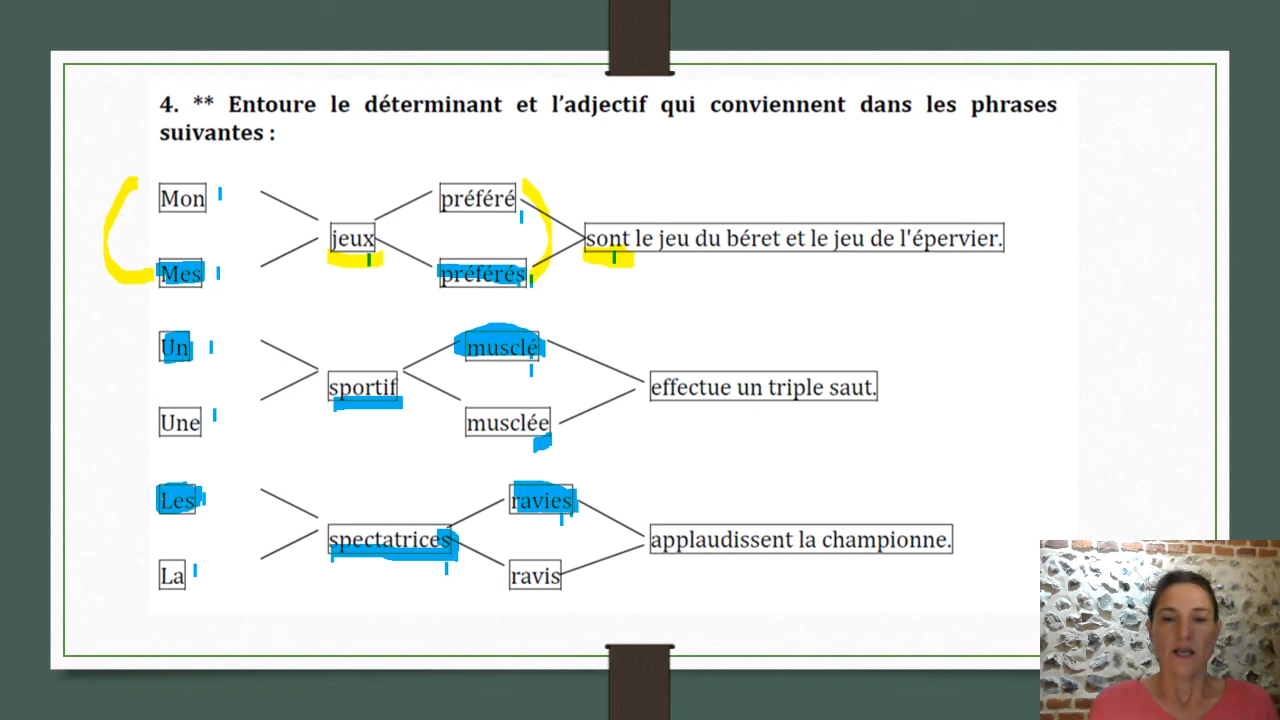 4. ** Entoure le déterminant et l'adjectif qui conviennent dans les phrases
suivantes :
Mon
préféré
jeux
sont le jeu du béret et le jeu de l'épervier.
Mes
préférés
Un
musclé
sportif
effectue un triple saut.
Une
musclée
Les
ravies
spectatrices
applaudissent la championne.
La
ravis